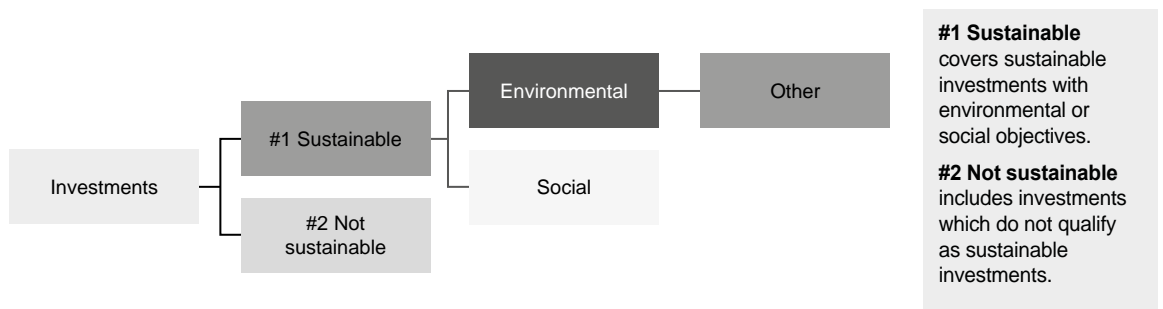 Investments
#1 Sustainable
#2 Not
sustainable
Environmental
Social
Other
#1 Sustainable
covers sustainable
investments with
environmental or
social objectives.
#2 Not sustainable
includes investments
which do not qualify
as sustainable
investments.